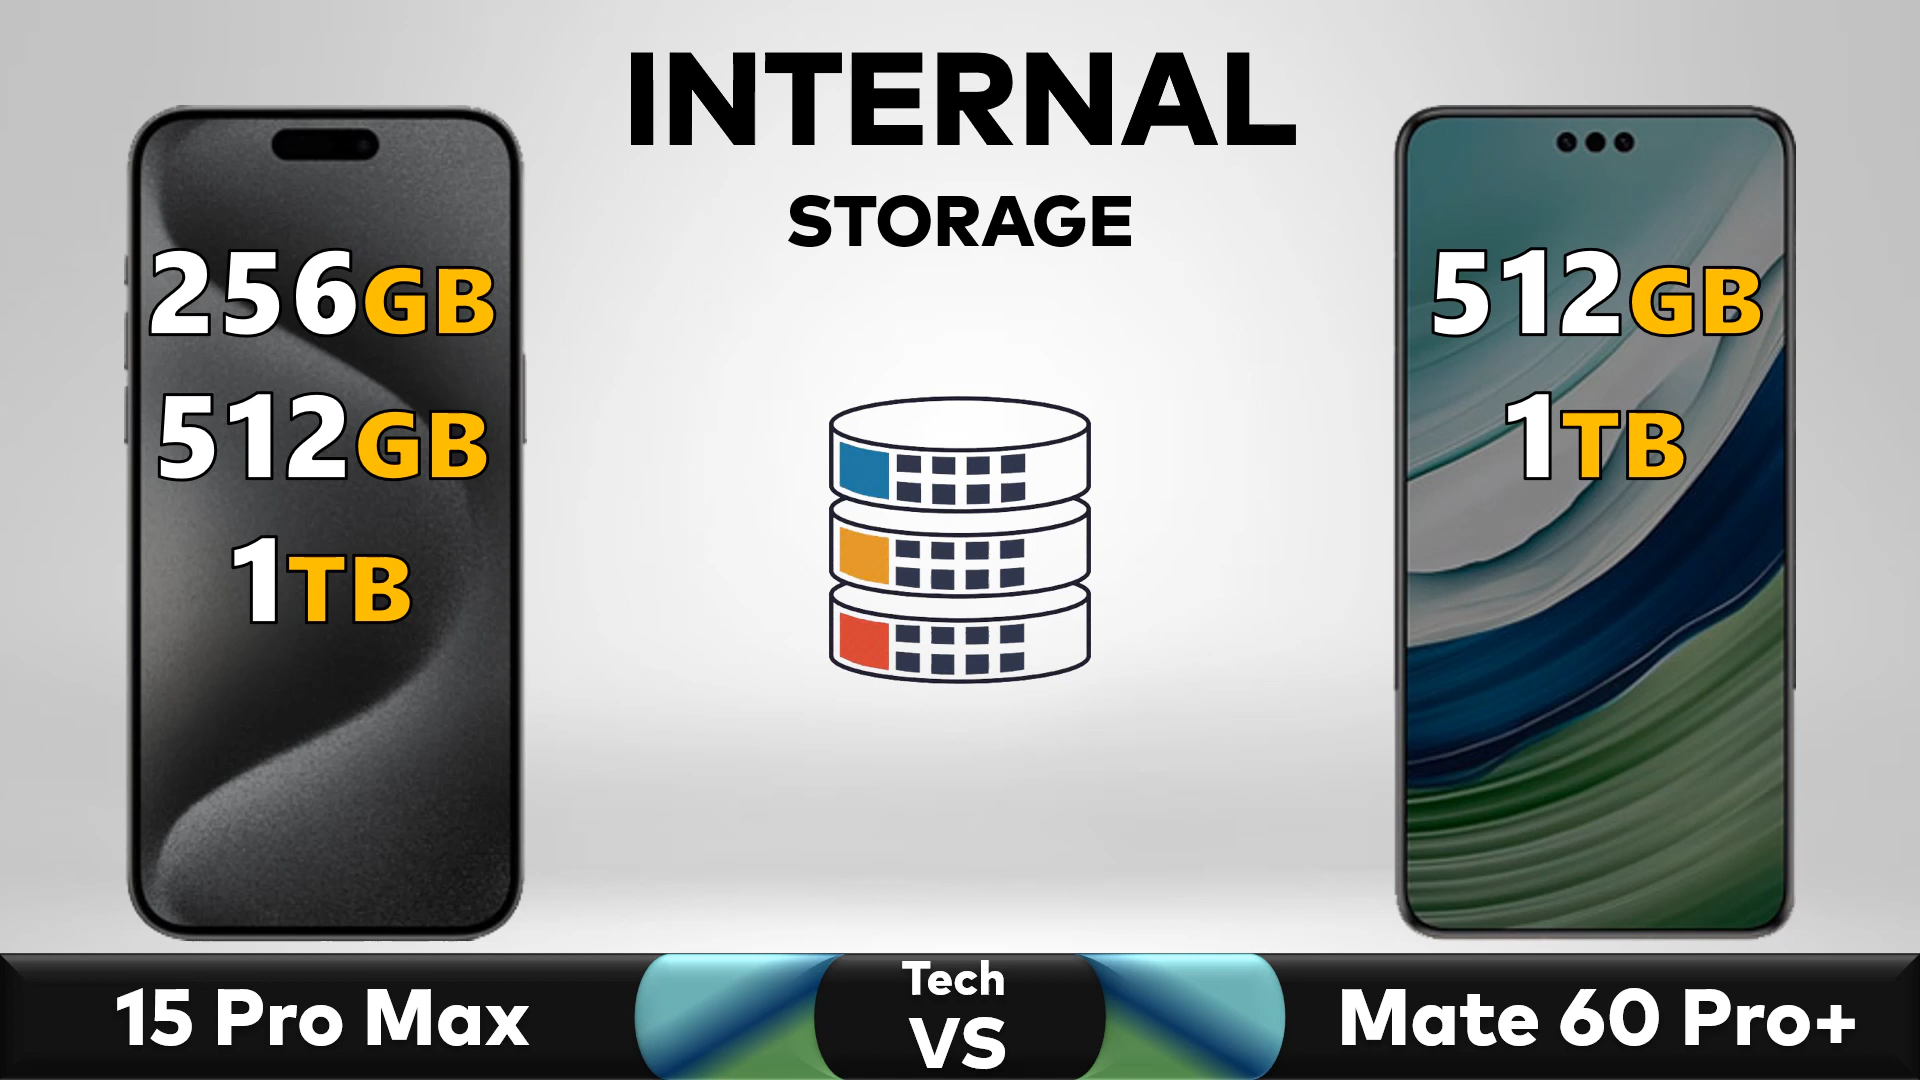 INTERNAL
STORAGE
256GB
512GB
1TB
512GB
1TB
15 Pro Max
Tech
VS
Mate 60 Pro+